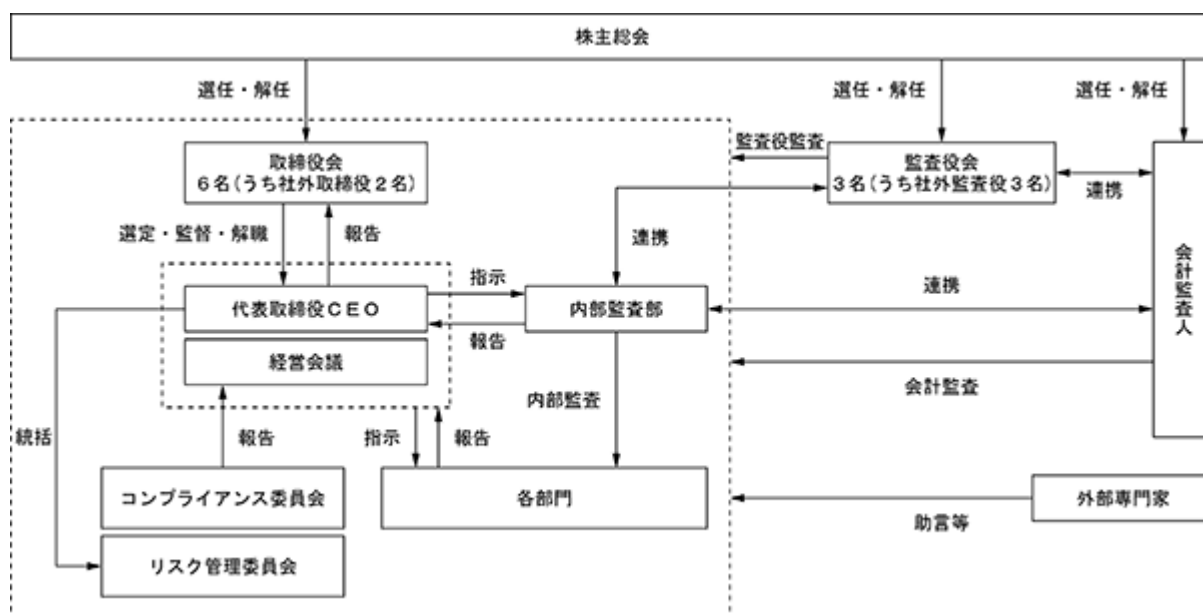 株主総会
選任・解任
選任・解任
選任・解任
取締役会
6名(うち社外取締役2名)
監査役監査
監査役会
3名(うち社外監査役3名)
連携
会計監査人
選定・監督・解職
報告
連携
代表取締役CEO
指示
報告
内部監査部
連携
経営会議
会計監査
内部監査
統括
報告
指示
報告
コンプライアンス委員会
各部門
外部専門家
助言等
リスク管理委員会